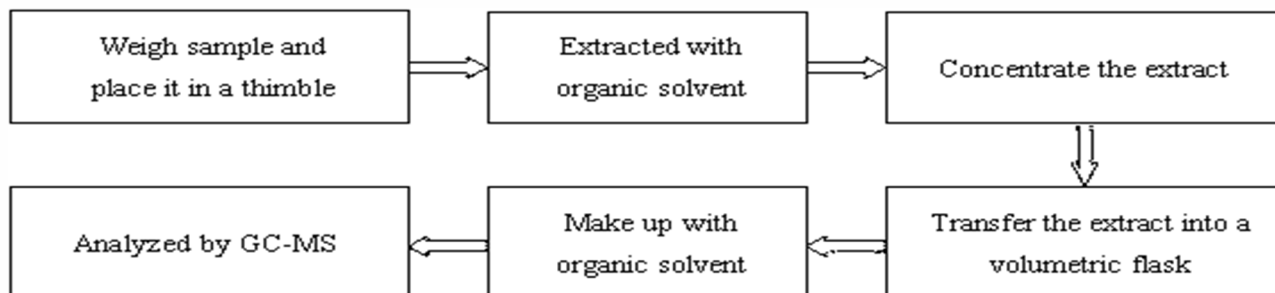 Weigh sample and
place it in a thimble
Extracted with
organic solvent
Concentrate the extract
Transfer the extract into a
volumetric flask
Make up with
organic solvent
Analyzed by GC-MS